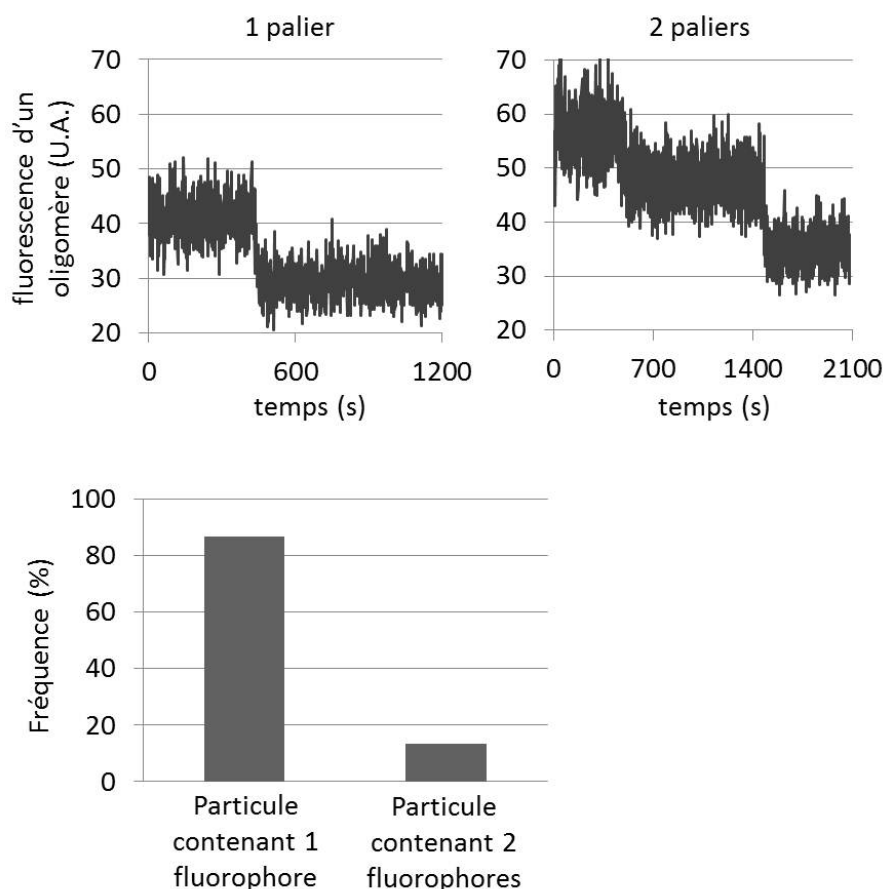 1 palier
fluorescence d’un
oligomère (U.A.)
70
60
50
40
30
20
0
600
1200
temps (s)
2 paliers
70
60
50
40
30
20
0
700
1400
2100
temps (s)
Fréquence (%)
100
80
60
40
20
0
Particule
contenant 1
fluorophore
Particule
contenant 2
fluorophores